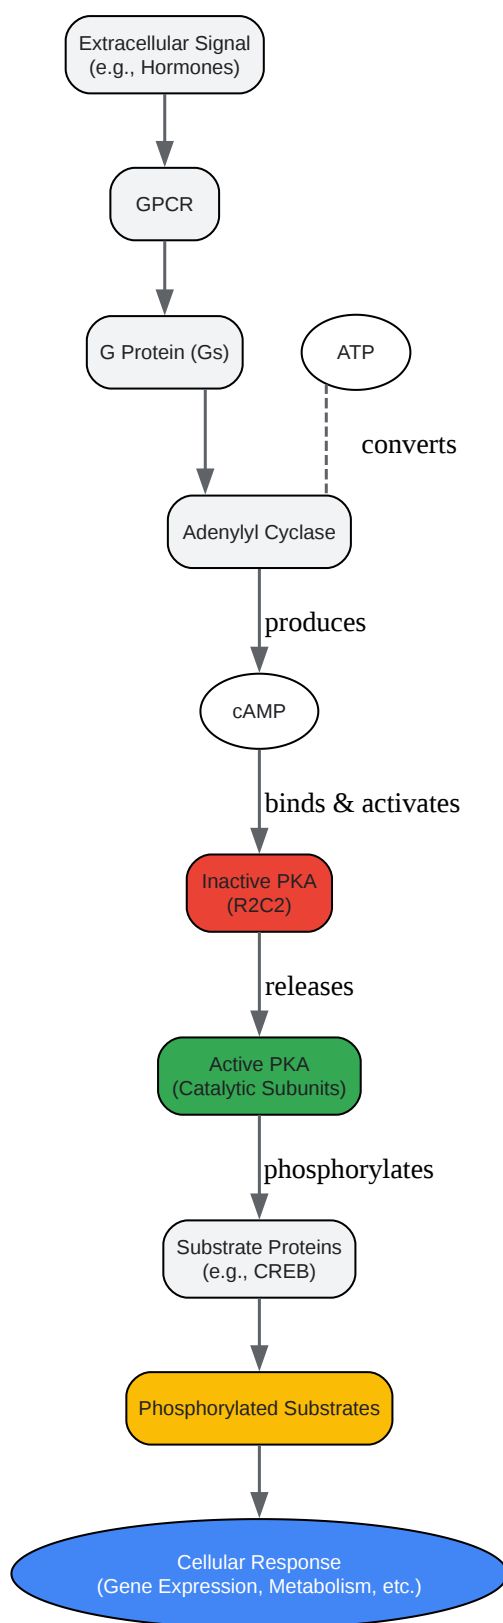 Extracellular Signal
(e.g., Hormones)
GPCR
G Protein (Gs)
ATP
converts
Adenylyl Cyclase
produces
cAMP
binds & activates
Inactive PKA
(R2C2)
releases
Active PKA
(Catalytic Subunits)
phosphorylates
Substrate Proteins
(e.g., CREB)
Phosphorylated Substrates
Cellular Response
(Gene Expression, Metabolism, etc.)